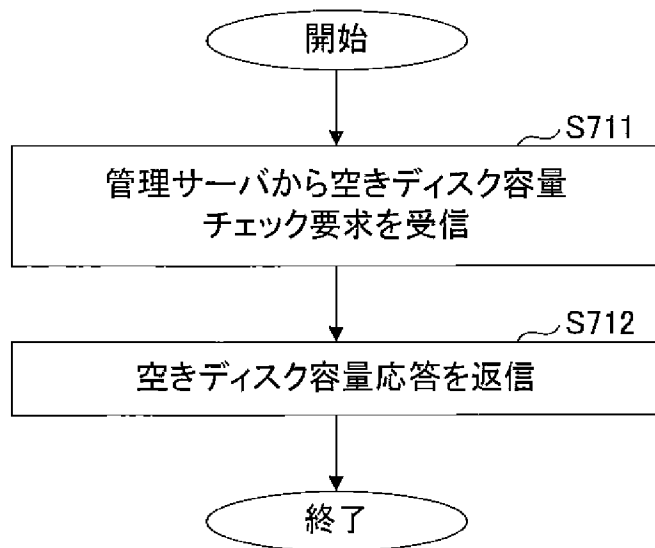 開始
S711
管理サーバから空きディスク容量
チェック要求を受信
S712
空きディスク容量応答を返信
終了